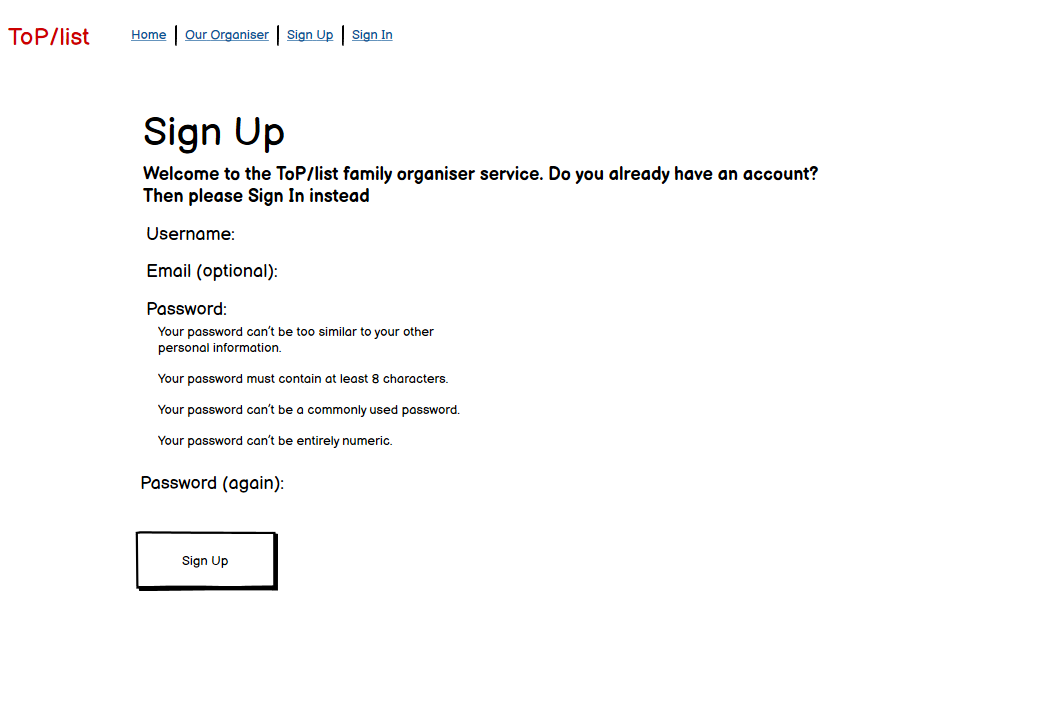 ToP/list Home Our Organiser Sign Up Sign In
Sign Up
Welcome to the ToP/list family organiser service. Do you already have an account?
Then please Sign In instead
Username:
Email (optional):
Password:
Your password can't be too similar to your other
personal information.
Your password must contain at least 8 characters.
Your password can't be a commonly used password.
Your password can't be entirely numeric.
Password (again):
Sign Up